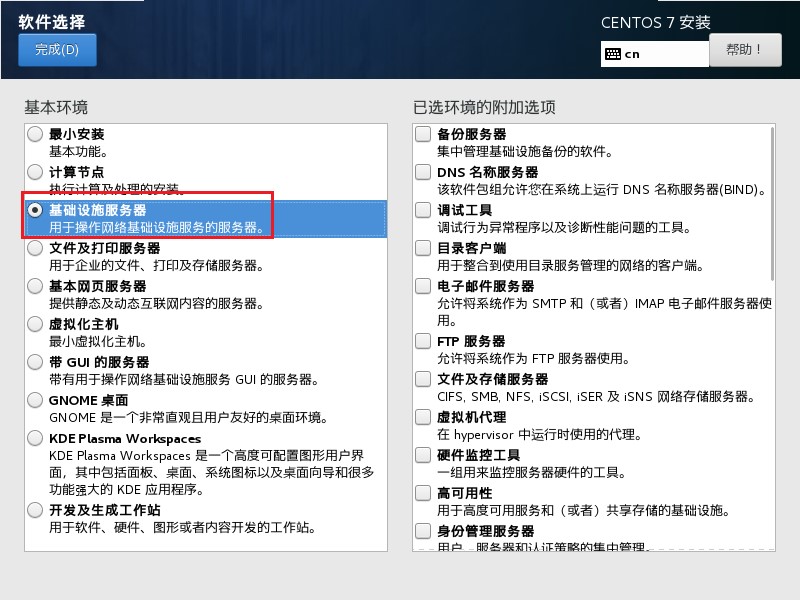 软件选择
完成(D)
CENTOS 7 安装
cn
帮助！
基本环境
最小安装
基本功能。
计算节点
执行计算及处理的安装。
基础设施服务器
用于操作网络基础设施服务的服务器。
文件及打印服务器
用于企业的文件、打印及存储服务器。
基本网页服务器
提供静态及动态互联网内容的服务器。
虚拟化主机
最小虚拟化主机。
带 GUI 的服务器
带有用于操作网络基础设施服务 GUI 的服务器。
GNOME 桌面
GNOME 是一个非常直观且用户友好的桌面环境。
KDE Plasma Workspaces
KDE Plasma Workspaces 是一个高度可配置图形用户界
面，其中包括面板、桌面、系统图标以及桌面向导和很多
功能强大的 KDE 应用程序。
开发及生成工作站
用于软件、硬件、图形或者内容开发的工作站。
已选环境的附加选项
备份服务器
集中管理基础设施备份的软件。
DNS 名称服务器
该软件包组允许您在系统上运行 DNS 名称服务器(BIND)。
调试工具
调试行为异常程序以及诊断性能问题的工具。
目录客户端
用于整合到使用目录服务管理的网络的客户端。
电子邮件服务器
允许将系统作为 SMTP 和（或者）IMAP 电子邮件服务器使
用。
FTP 服务器
允许将系统作为 FTP 服务器使用。
文件及存储服务器
CIFS, SMB, NFS, iSCSI, iSER 及 iSNS 网络存储服务器。
虚拟机代理
在 hypervisor 中运行时使用的代理。
硬件监控工具
一组用来监控服务器硬件的工具。
高可用性
用于高度可用服务和（或者）共享存储的基础设施。
身份管理服务器
用户、服务器和认证策略的集中管理。